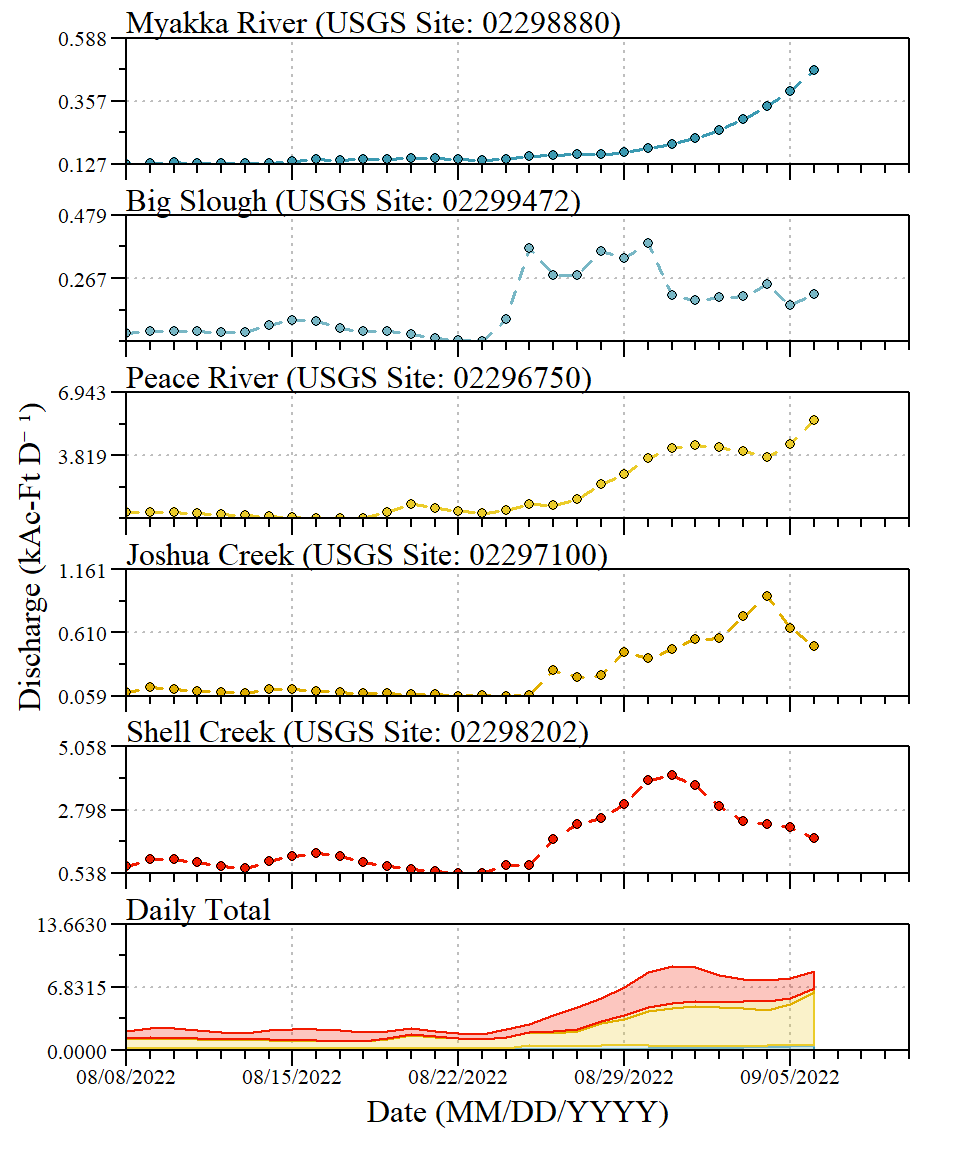 Myakka River (USGS Site: 02298880)
0.588
0.357
0.127
Big Slough (USGS Site: 02299472)
0.479
0.267
Peace River (USGS Site: 02296750)
6.943
3.819
Joshua Creek (USGS Site: 02297100)
1.161
0.610
0.059
Shell Creek (USGS Site: 02298202)
5.058
2.798
0.538
Daily Total
13.6630
6.8315
0.0000
08/08/2022 08/15/2022 08/22/2022 08/29/2022 09/05/2022
Date (MM/DD/YYYY)
Discharge (kAc-Ft D⁻¹)